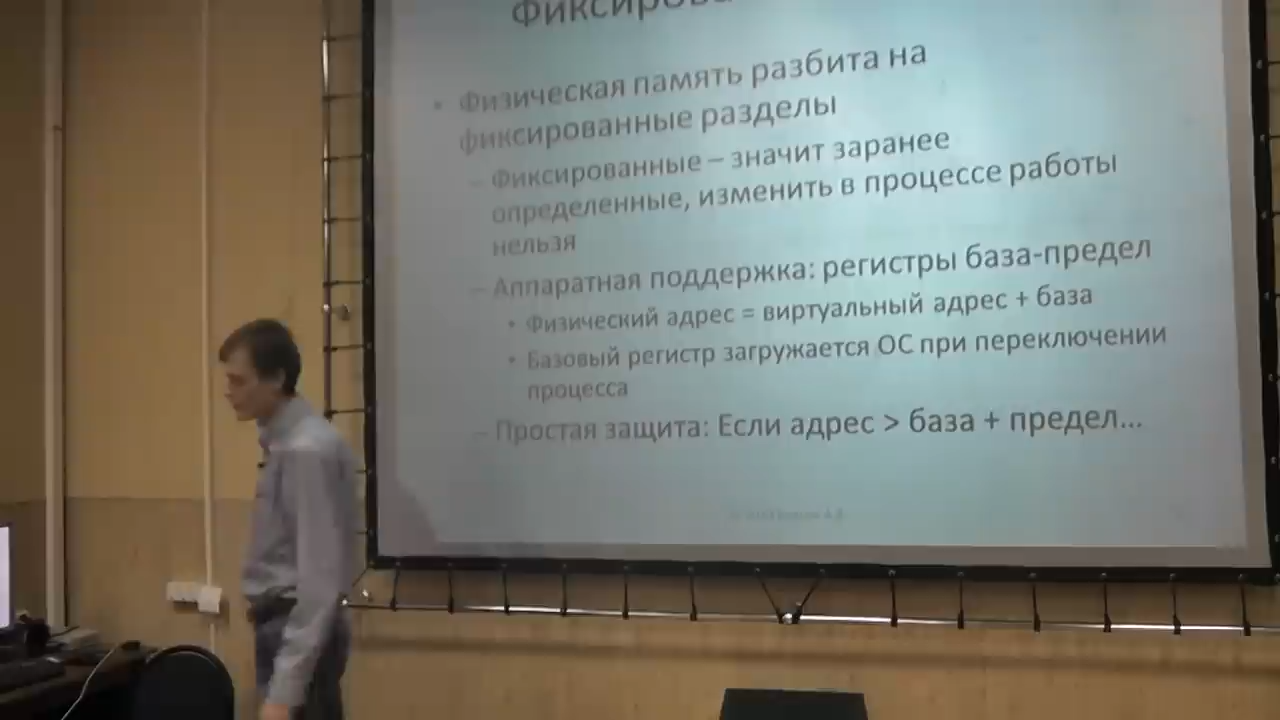 Физическая память разбита на
фиксированные разделы
– Фиксированные – значит заранее
определенные, изменить в процессе работы
нельзя
– Аппаратная поддержка: регистры база-предел
• Физический адрес = виртуальный адрес + база
• Базовый регистр загружается ОС при переключении
процесса
– Простая защита: Если адрес > база + предел...